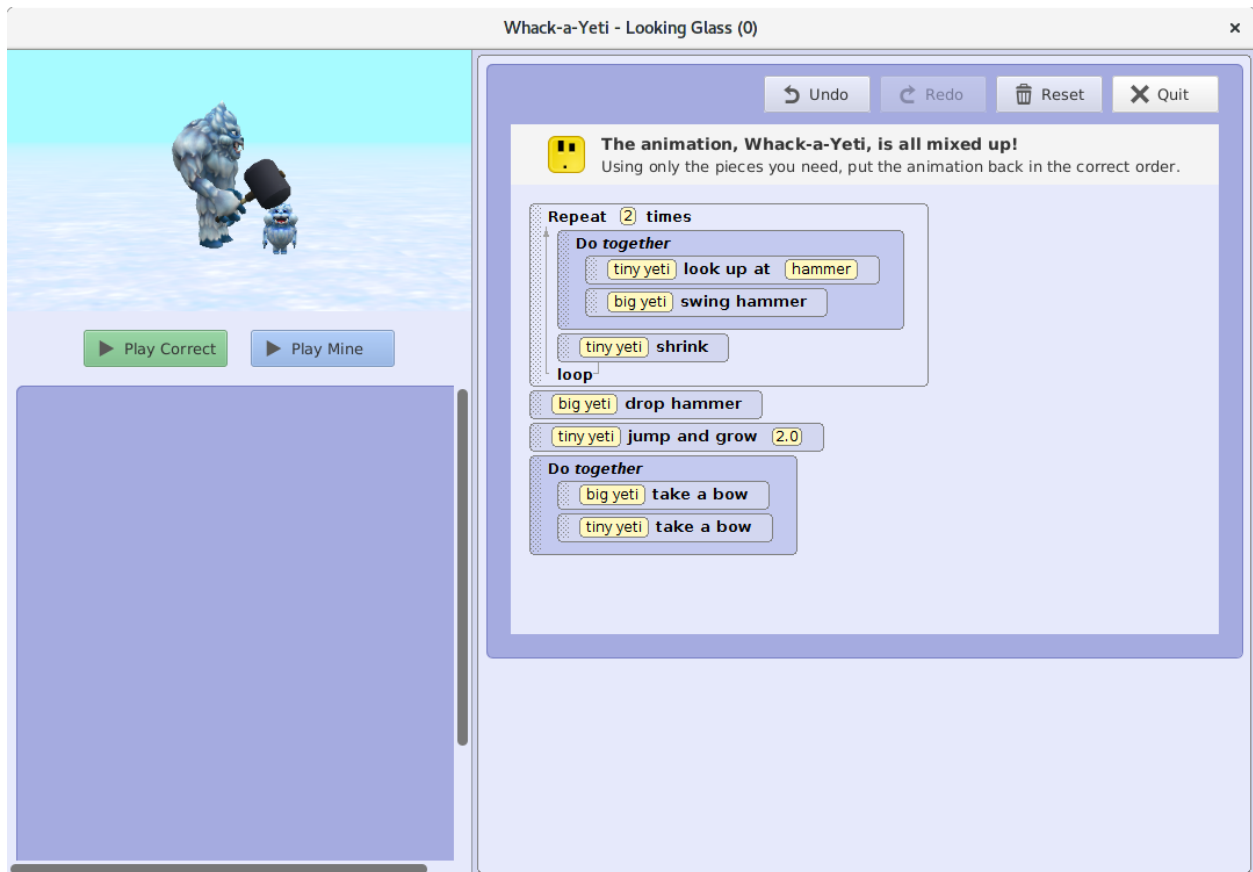 Whack-a-Yeti - Looking Glass (0)
Undo Redo Reset Quit
The animation, Whack-a-Yeti, is all mixed up!
Using only the pieces you need, put the animation back in the correct order.
Repeat 2 times
Do together
tiny yeti look up at hammer
big yeti swing hammer
tiny yeti shrink
loop
big yeti drop hammer
tiny yeti jump and grow 2.0
Do together
big yeti take a bow
tiny yeti take a bow
Play Correct Play Mine